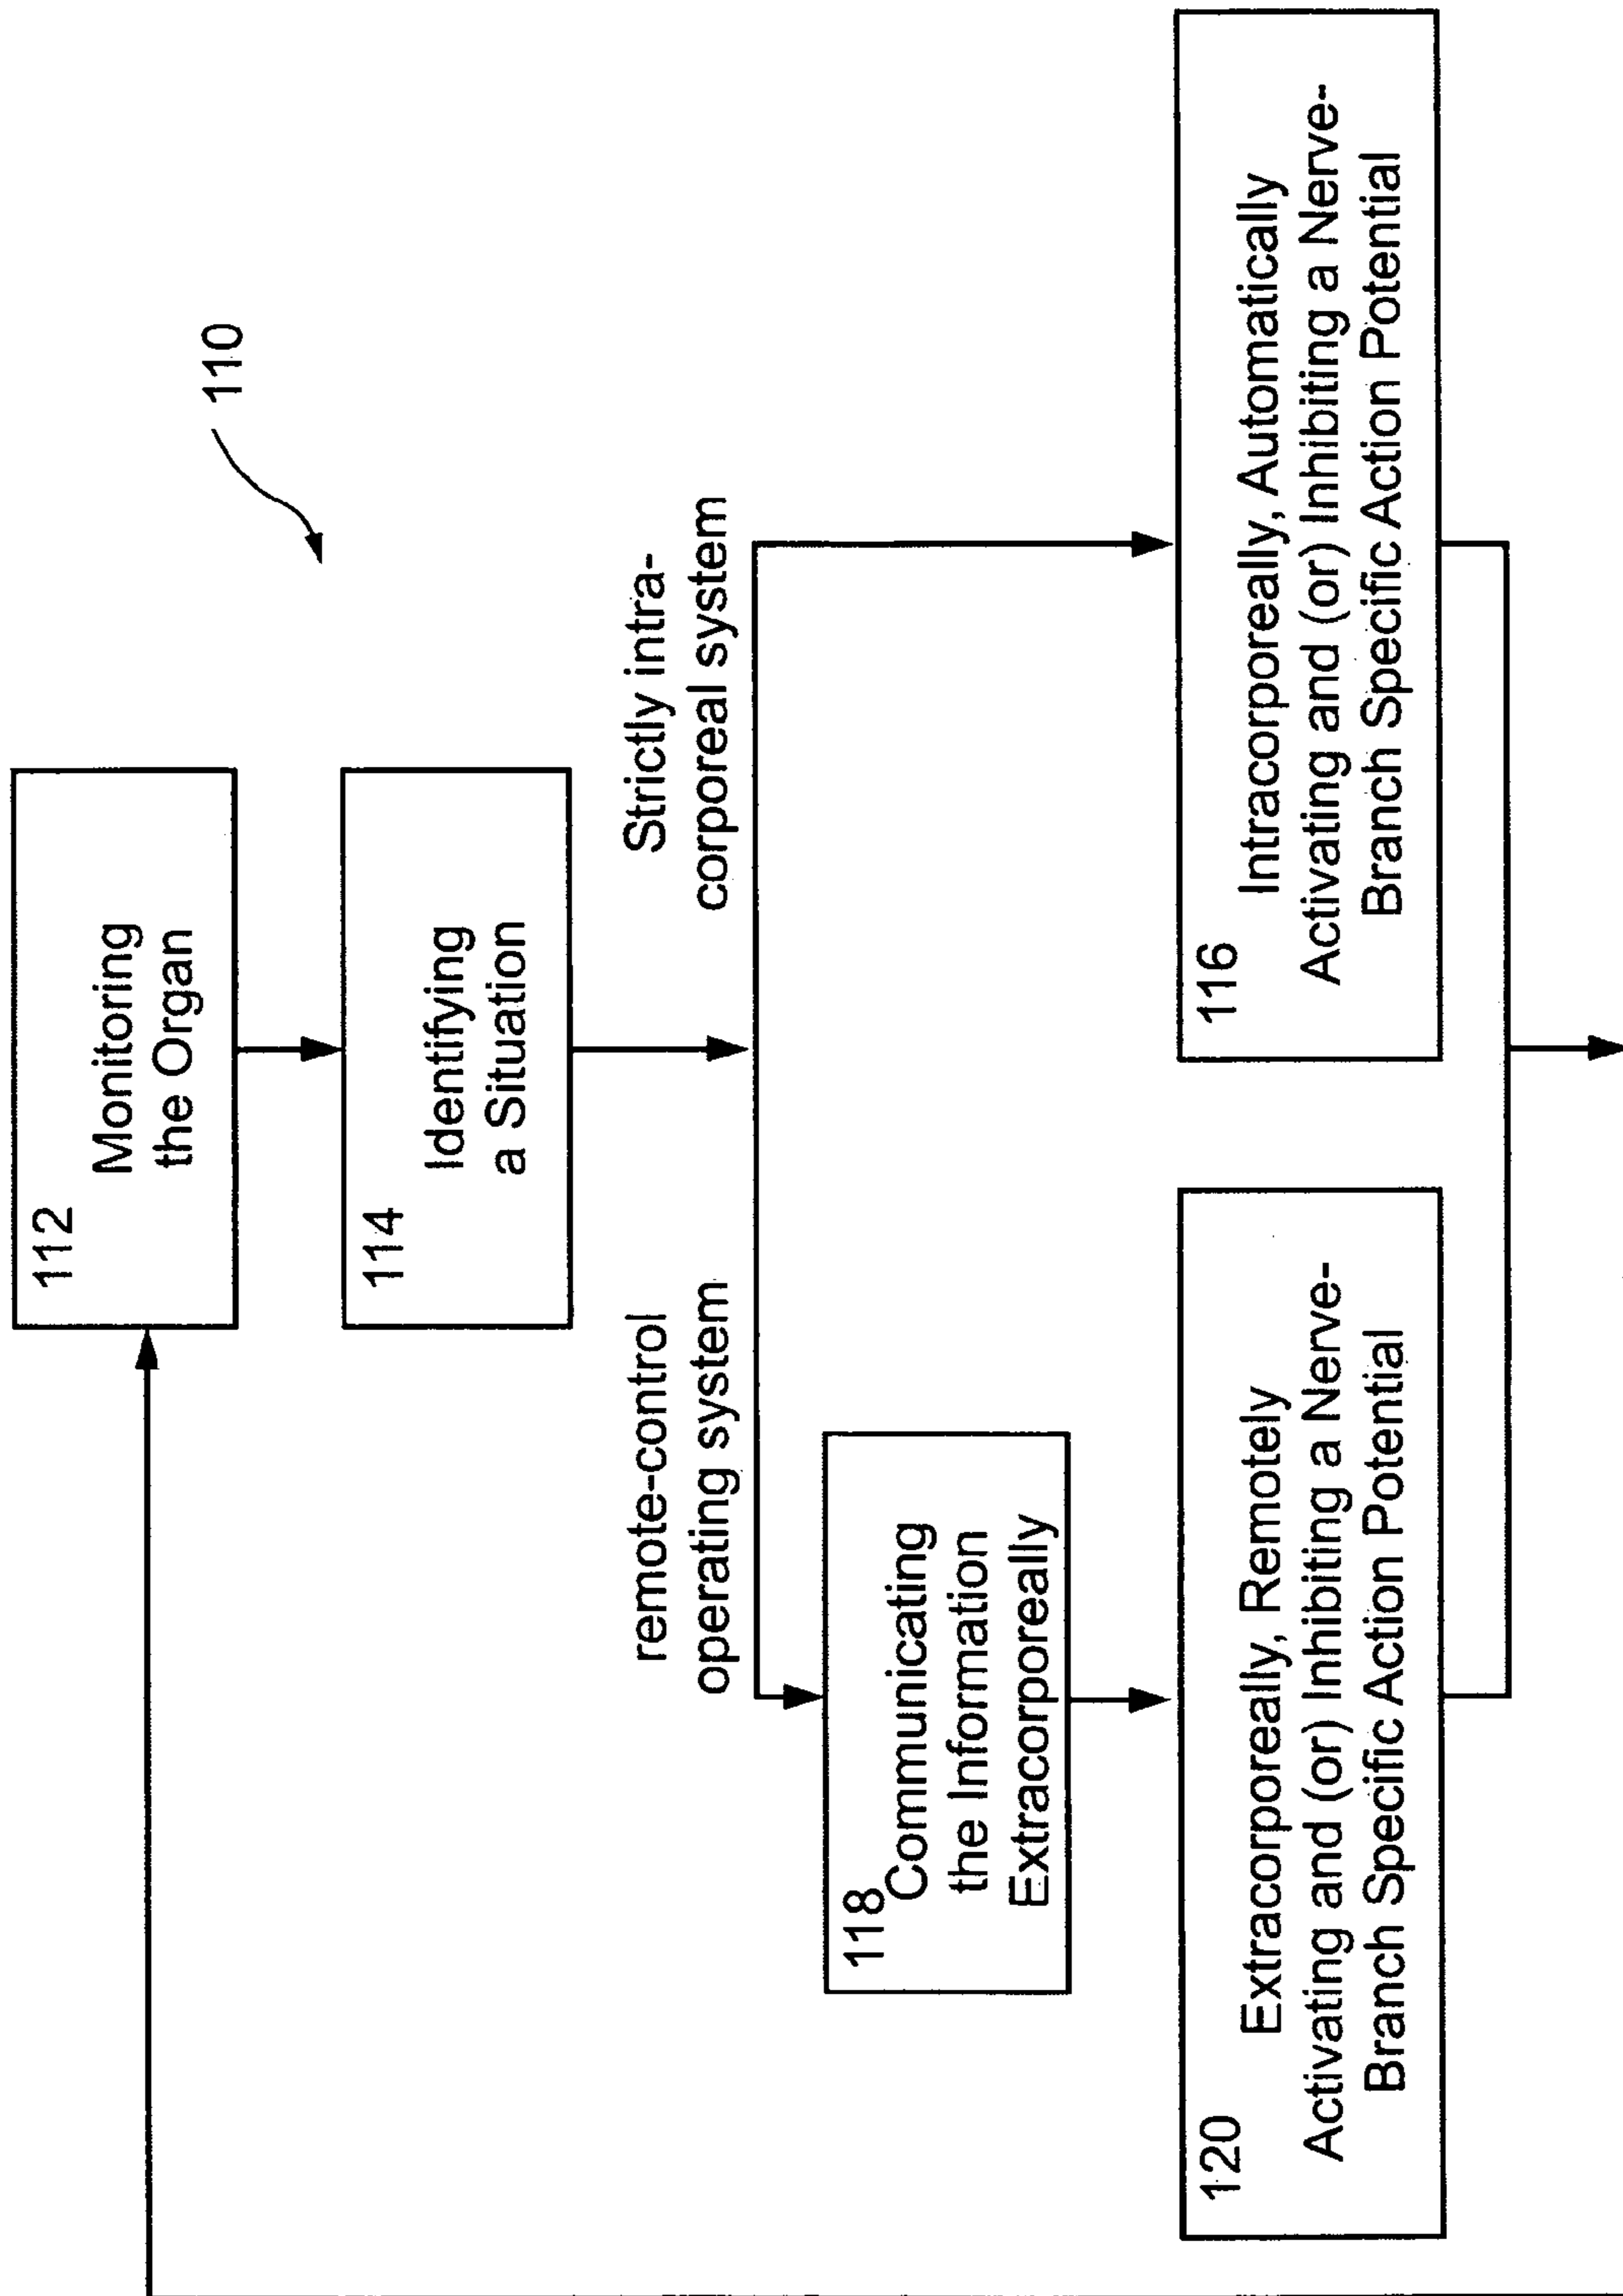 110
112
Monitoring
the Organ
114
Identifying
a Situation
remote-control
operating system
Strictly intra-
corporeal system
118
Communicating
the Information
Extracorporeally
120
Extracorporeally, Remotely
Activating and (or) Inhibiting a Nerve-
Branch Specific Action Potential
116
Intracorporeally, Automatically
Activating and (or) Inhibiting a Nerve-
Branch Specific Action Potential